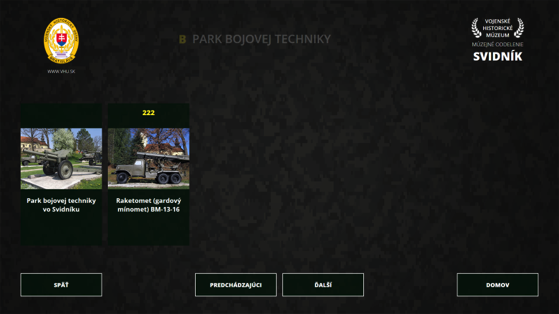 WWW.VHU.SK
B PARK BOJOVEJ TECHNIKY
VOJENSKÉ
HISTORICKÉ
MÚZEUM
MÚZEJNÉ ODDELENIE
SVIDNÍK
222
Park bojovej techniky
vo Svidníku
Raketomet (gardový
mínomet) BM-13-16
SPÄŤ
PREDCHÁDZAJÚCI
ĎALŠÍ
DOMOV